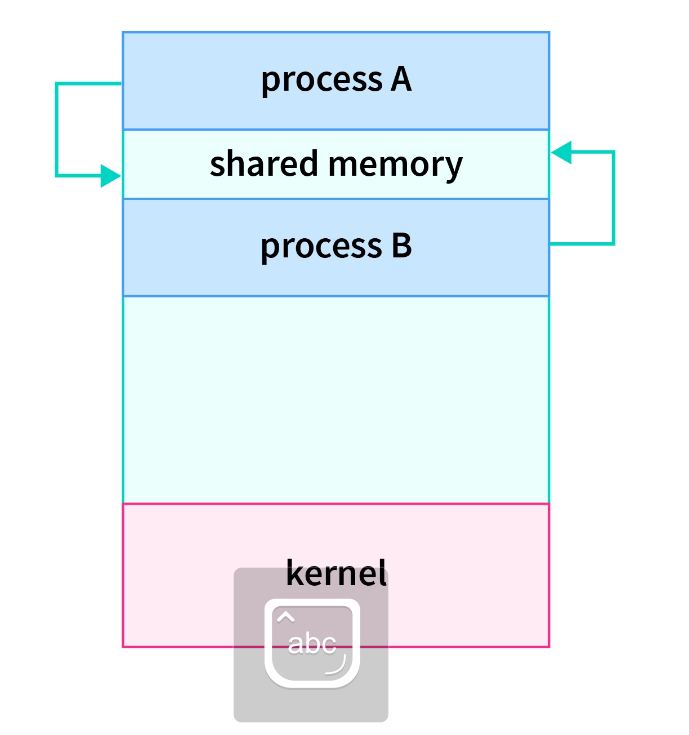 process A
shared memory
process B
kernel
abc